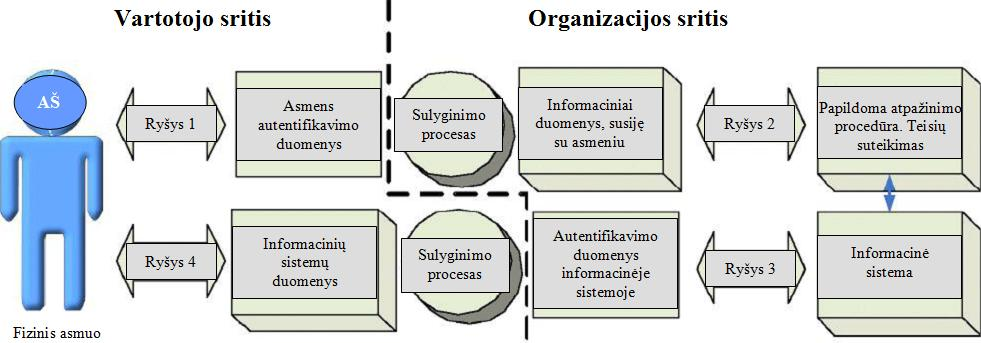 Vartotojo sritis
Organizacijos sritis
AŠ
Ryšys 1
Asmens
autentifikavimo
duomenys
Sulyginimo
procesas
Informaciniai
duomenys, susiję
su asmeniu
Ryšys 2
Papildoma atpažinimo
procedūra. Teisių
suteikimas
Ryšys 4
Informacinių
sistemų
duomenys
Sulyginimo
procesas
Autentifikavimo
duomenys
informacinėje
sistemoje
Ryšys 3
Informacinė
sistema
Fizinis asmuo